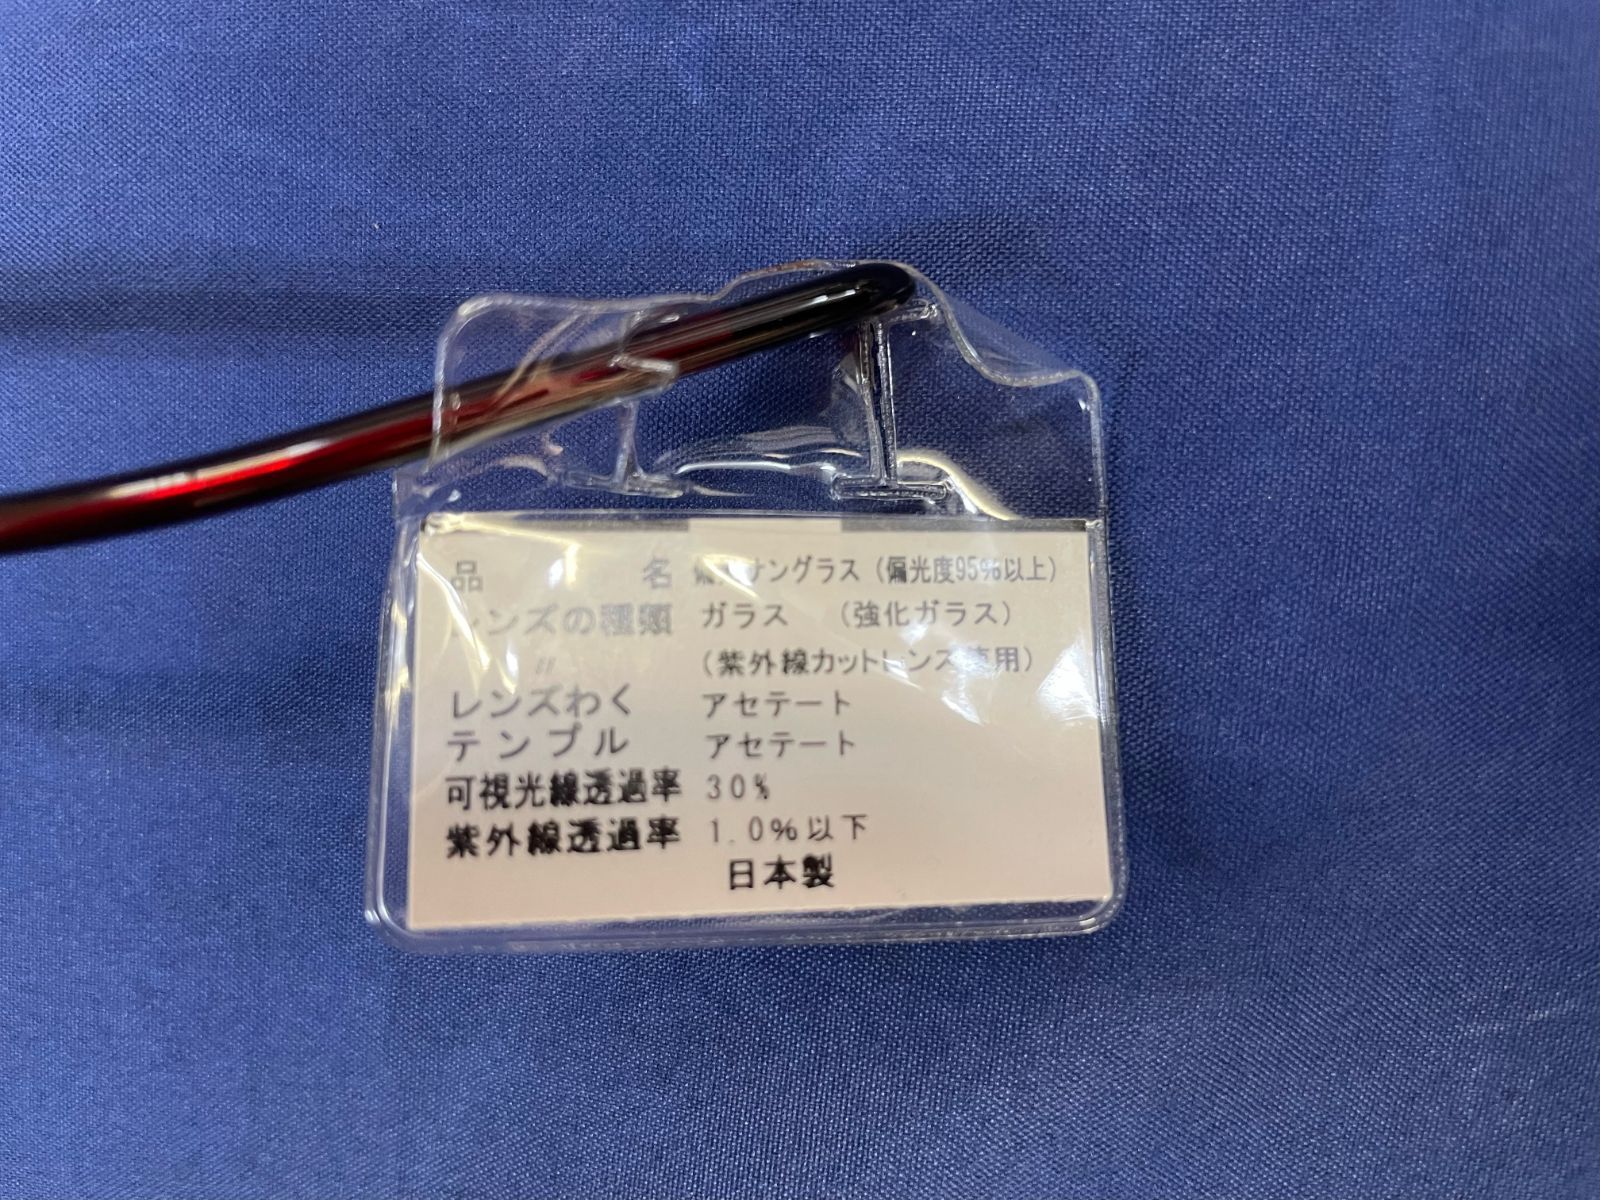 品 名 偏光サングラス (偏光度95%以上)
レンズの種類 ガラス (強化ガラス)
〃 (紫外線カットレンズ使用)
レンズわく アセテート
テンプル アセテート
可視光線透過率 30%
紫外線透過率 1.0%以下
日本製